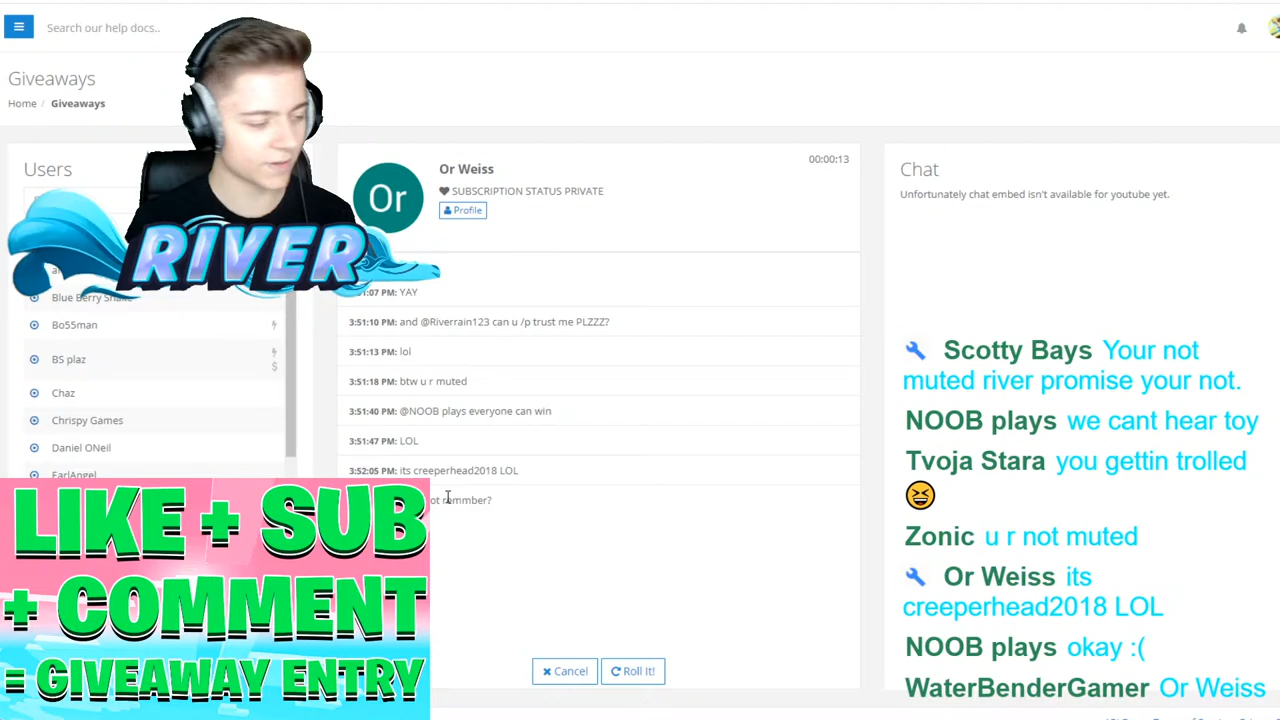 Search our help docs..
Giveaways
Home / Giveaways
Users
Or
Or Weiss
SUBSCRIPTION STATUS PRIVATE
Profile
00:00:13
RIVER
Blue Berry
Bo55man
BS plaz
$
Chaz
Chrispy Games
Daniel ONeil
EarlAngel
3:51:07 PM: YAY
3:51:10 PM: and @Riverrain123 can u /p trust me PLZZZ?
3:51:13 PM: lol
3:51:18 PM: btw u r muted
3:51:40 PM: @NOOB plays everyone can win
3:51:47 PM: LOL
3:52:05 PM: its creeperhead2018 LOL
remmber?
Cancel
Roll It!
LIKE + SUB
+ COMMENT
= GIVEAWAY ENTRY
Chat
Unfortunately chat embed isn't available for youtube yet.
Scotty Bays Your not
muted river promise your not.
NOOB plays we cant hear toy
Tvoja Stara you gettin trolled
Zonic u r not muted
Or Weiss its
creeperhead2018 LOL
NOOB plays okay :(
WaterBenderGamer Or Weiss